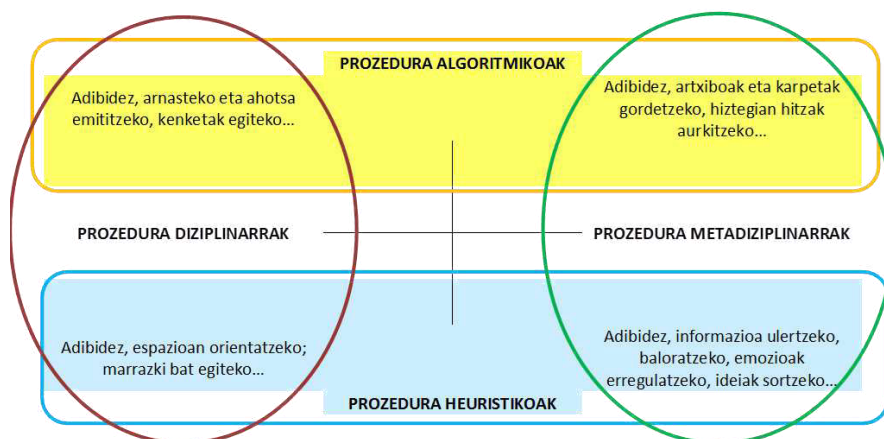 PROZEDURA ALGORITMIKOAK
Adibidez, arnasteko eta ahotsa
emititzeko, kenketak egiteko...
Adibidez, artxiboak eta karpetak
gordetzeko, hiztegian hitzak
aurkitzeko...
PROZEDURA DIZIPLINARRAK
PROZEDURA METADIZIPLINARRAK
Adibidez, espazioan orientatzeko;
marrazki bat egiteko...
Adibidez, informazioa ulertzeko,
baloratzeko, emozioak
erregulatzeko, ideiak sortzeko...
PROZEDURA HEURISTIKOAK